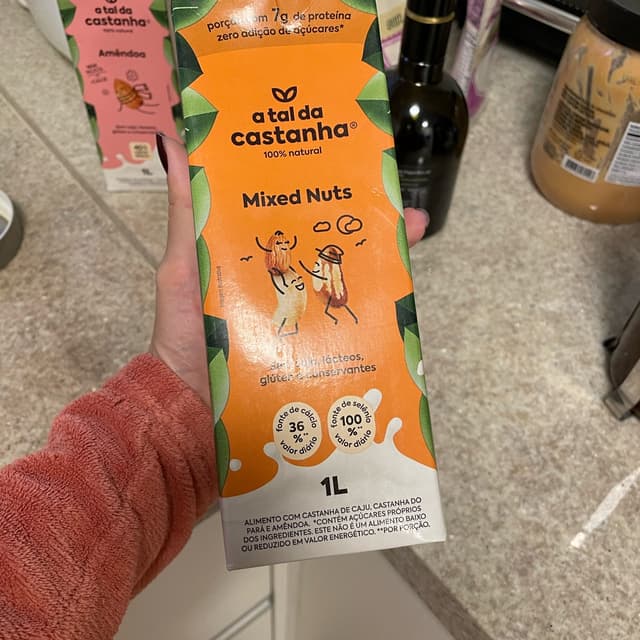 a tal da
castanha
100% natural
Amêndoa
1L
porção com 7g de proteína
zero adição de açúcares*
a tal da
castanha®
100% natural
Mixed Nuts
lácteos,
glúten e conservantes
fonte de cálcio
36
%**
valor diário
fonte de selênio
100
%**
valor diário
1L
ALIMENTO COM CASTANHA DE CAJU, CASTANHA DO
PARÁ E AMÊNDOA. *CONTÉM AÇÚCARES PRÓPRIOS
DOS INGREDIENTES. ESTE NÃO É UM ALIMENTO BAIXO
OU REDUZIDO EM VALOR ENERGÉTICO. **POR PORÇÃO.